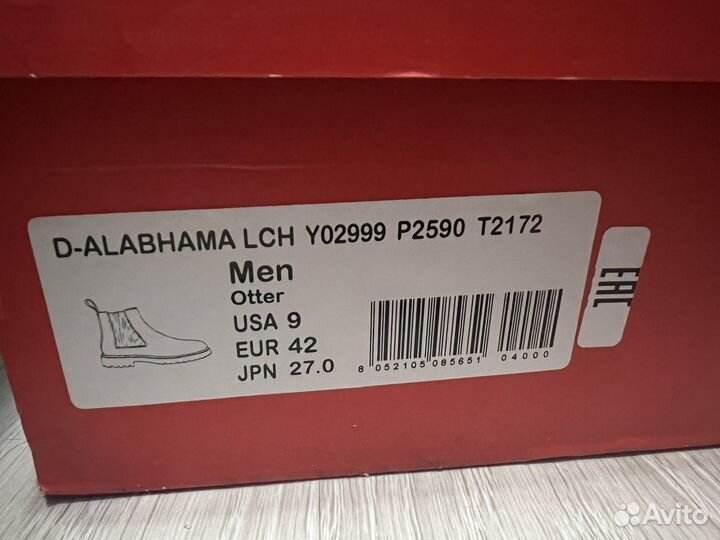 D-ALABHAMA LCH Y02999 P2590 T2172
Men
Otter
USA 9
EUR 42
JPN 27.0
8 052105 085651 04000
EAC
Avito